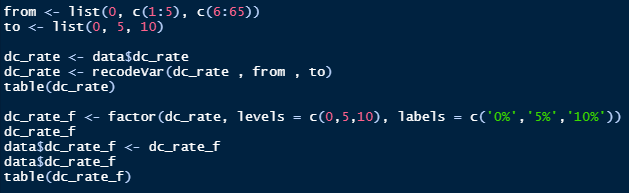 from <- list(0, c(1:5), c(6:65))
to <- list(0, 5, 10)
dc_rate <- data$dc_rate
dc_rate <- recodeVar(dc_rate , from , to)
table(dc_rate)
dc_rate_f <- factor(dc_rate, levels = c(0,5,10), labels = c('0%','5%','10%'))
dc_rate_f
data$dc_rate_f <- dc_rate_f
data$dc_rate_f
table(dc_rate_f)